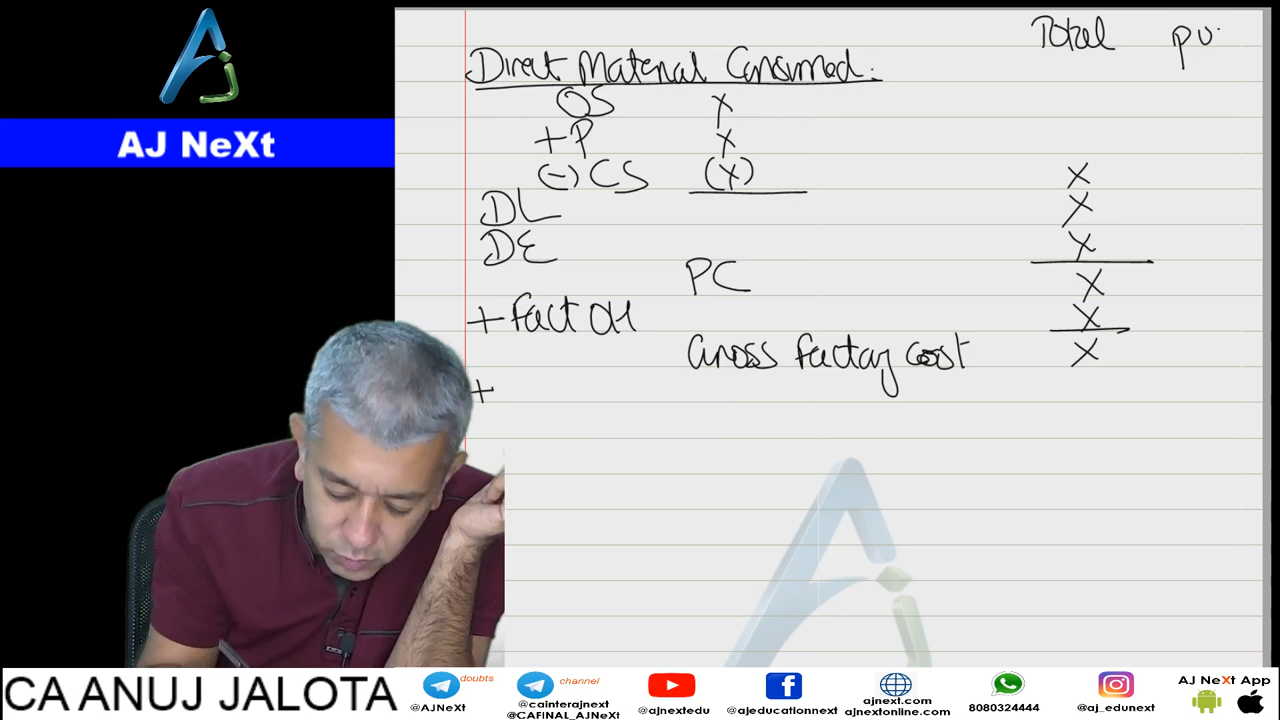 AJ NeXt
Total pu.
Direct Material Consumed:
OS X
+P X
(-) CS (X) X
DL X
DE X
PC X
+ Fact OH X
Gross factory cost X
+
CA ANUJ JALOTA
doubts
@AJNeXt
channel
@cainterajnext
@CAFINAL_AJNeXt
@ajnextedu
@ajeducationnext
ajnext.com
ajnextonline.com
8080324444
@aj_edunext
AJ NeXt App